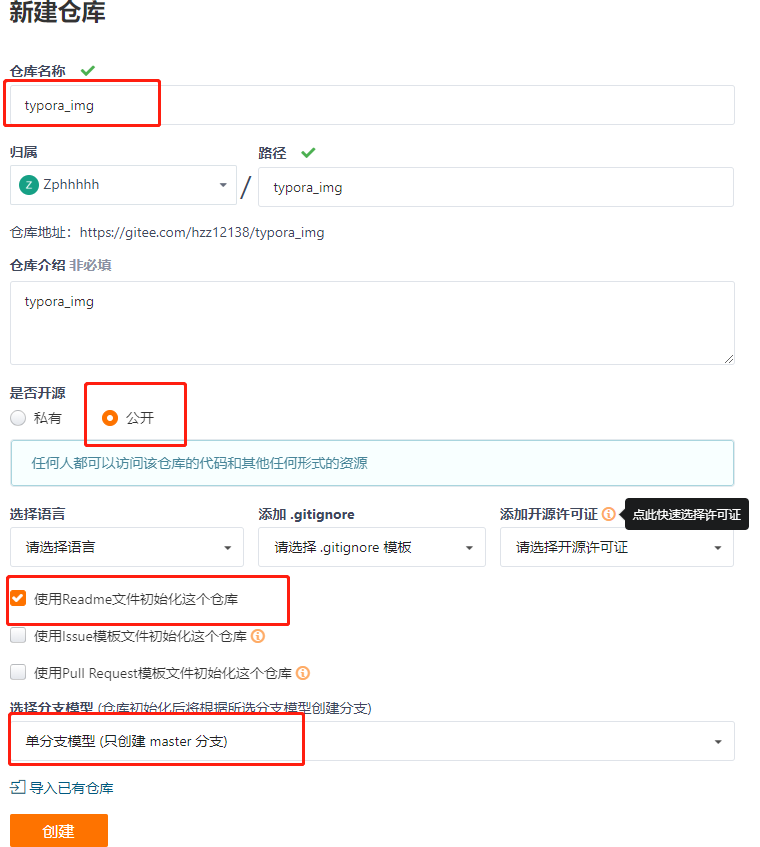 新建仓库
仓库名称
typora_img
归属
路径
Z Zphhhhh / typora_img
仓库地址：https://gitee.com/hzz12138/typora_img
仓库介绍 非必填
typora_img
是否开源
私有 公开
任何人都可以访问该仓库的代码和其他任何形式的资源
选择语言 添加 .gitignore 添加开源许可证 点此快速选择许可证
请选择语言 请选择 .gitignore 模板 请选择开源许可证
使用Readme文件初始化这个仓库
使用Issue模板文件初始化这个仓库
使用Pull Request模板文件初始化这个仓库
选择分支模型 (仓库初始化后将根据所选分支模型创建分支)
单分支模型 (只创建 master 分支)
导入已有仓库
创建